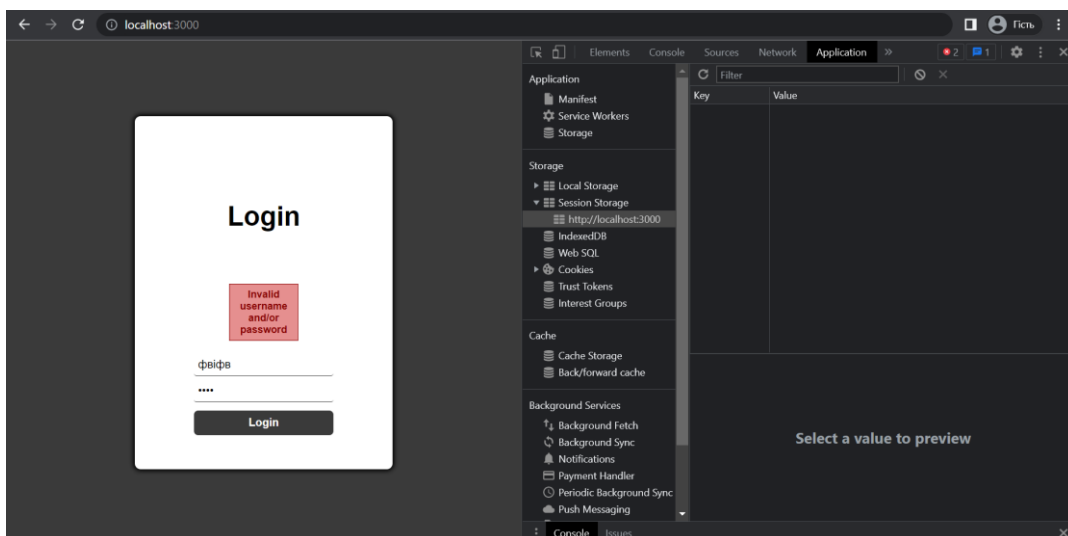 localhost:3000
Гість
Elements Console Sources Network Application » 2 1
Application
Manifest
Service Workers
Storage
Storage
Local Storage
Session Storage
http://localhost:3000
IndexedDB
Web SQL
Cookies
Trust Tokens
Interest Groups
Cache
Cache Storage
Back/forward cache
Background Services
Background Fetch
Background Sync
Notifications
Payment Handler
Periodic Background Sync
Push Messaging
Filter
Key Value
Select a value to preview
Console Issues
Login
Invalid
username
and/or
password
фвіфв
••••
Login